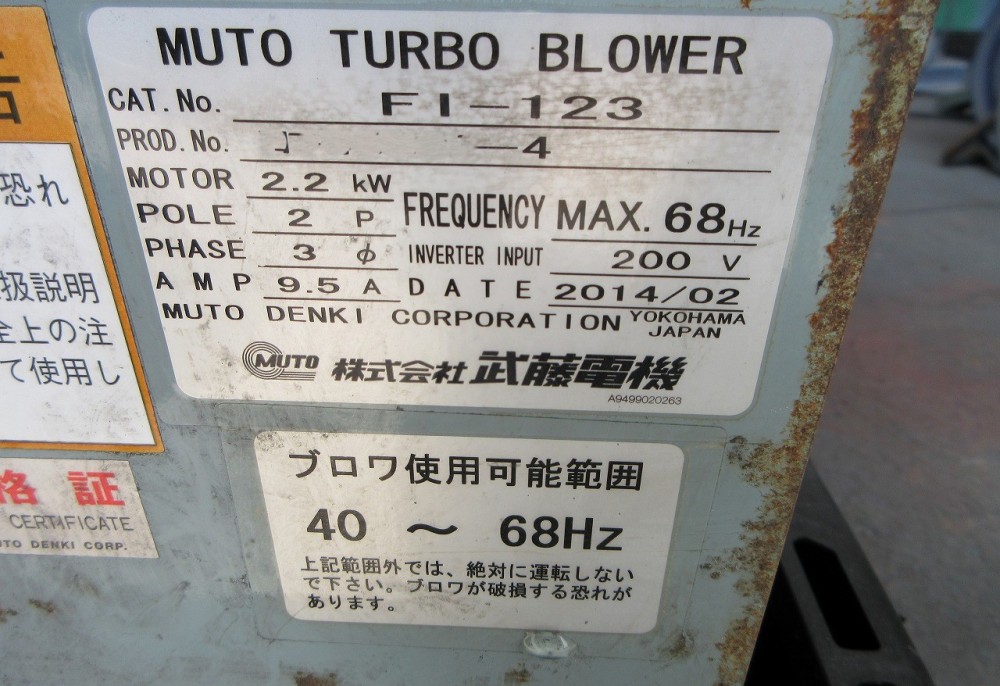 MUTO TURBO BLOWER
CAT. No. FI-123
PROD. No. -4
MOTOR 2.2 kW
POLE 2 P FREQUENCY MAX. 68Hz
PHASE 3 φ INVERTER INPUT 200 V
AMP 9.5 A DATE 2014/02
MUTO DENKI CORPORATION YOKOHAMA
JAPAN
MUTO 株式会社 武藤電機
A9499020263
告
恐れ
扱説明
全上の注
て使用し
格 証
CERTIFICATE
UTO DENKI CORP.
ブロワ使用可能範囲
40 ～ 68Hz
上記範囲外では、絶対に運転しない
で下さい。ブロワが破損する恐れが
あります。